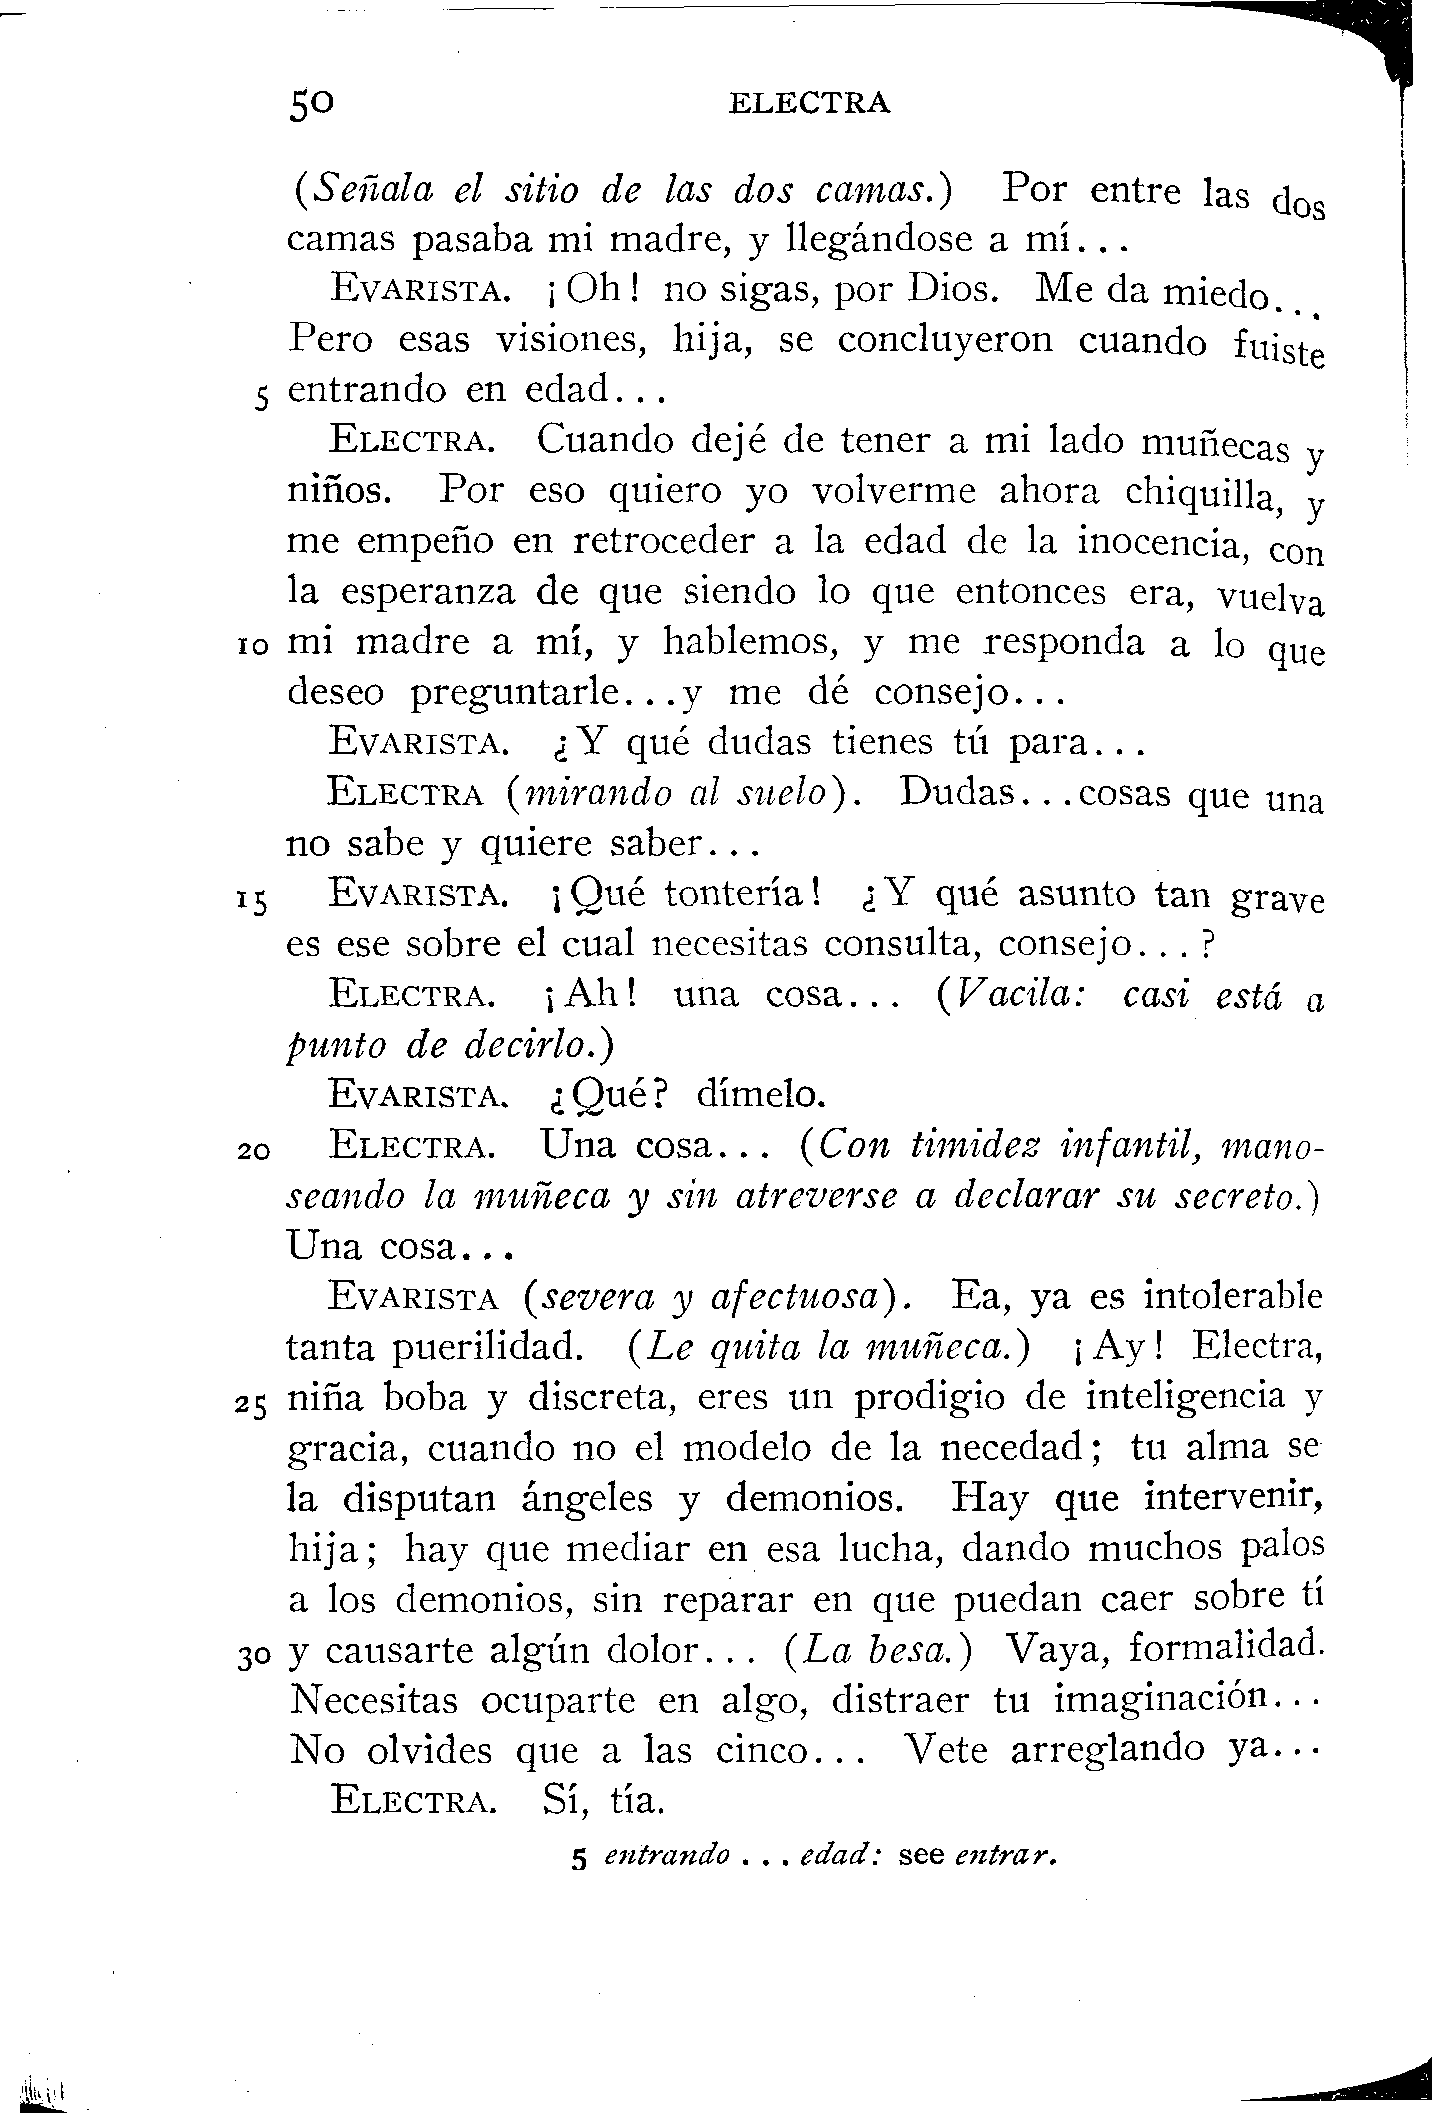 50 ELECTRA
(Señala el sitio de las dos camas.) Por entre las dos
camas pasaba mi madre, y llegándose a mí...
EVARISTA. ¡Oh! no sigas, por Dios. Me da miedo...
Pero esas visiones, hija, se concluyeron cuando fuiste
5 entrando en edad...
ELECTRA. Cuando dejé de tener a mi lado muñecas y
niños. Por eso quiero yo volverme ahora chiquilla, y
me empeño en retroceder a la edad de la inocencia, con
la esperanza de que siendo lo que entonces era, vuelva
10 mi madre a mí, y hablemos, y me responda a lo que
deseo preguntarle...y me dé consejo...
EVARISTA. ¿Y qué dudas tienes tú para...
ELECTRA (mirando al suelo). Dudas...cosas que una
no sabe y quiere saber...
15 EVARISTA. ¡Qué tontería! ¿Y qué asunto tan grave
es ese sobre el cual necesitas consulta, consejo...?
ELECTRA. ¡Ah! una cosa... (Vacila: casi está a
punto de decirlo.)
EVARISTA. ¿Qué? dímelo.
20 ELECTRA. Una cosa... (Con timidez infantil, mano-
seando la muñeca y sin atreverse a declarar su secreto.)
Una cosa...
EVARISTA (severa y afectuosa). Ea, ya es intolerable
tanta puerilidad. (Le quita la muñeca.) ¡Ay! Electra,
25 niña boba y discreta, eres un prodigio de inteligencia y
gracia, cuando no el modelo de la necedad; tu alma se
la disputan ángeles y demonios. Hay que intervenir,
hija; hay que mediar en esa lucha, dando muchos palos
a los demonios, sin reparar en que puedan caer sobre tí
30 y causarte algún dolor... (La besa.) Vaya, formalidad.
Necesitas ocuparte en algo, distraer tu imaginación...
No olvides que a las cinco... Vete arreglando ya...
ELECTRA. Sí, tía.
5 entrando . . . edad: see entrar.